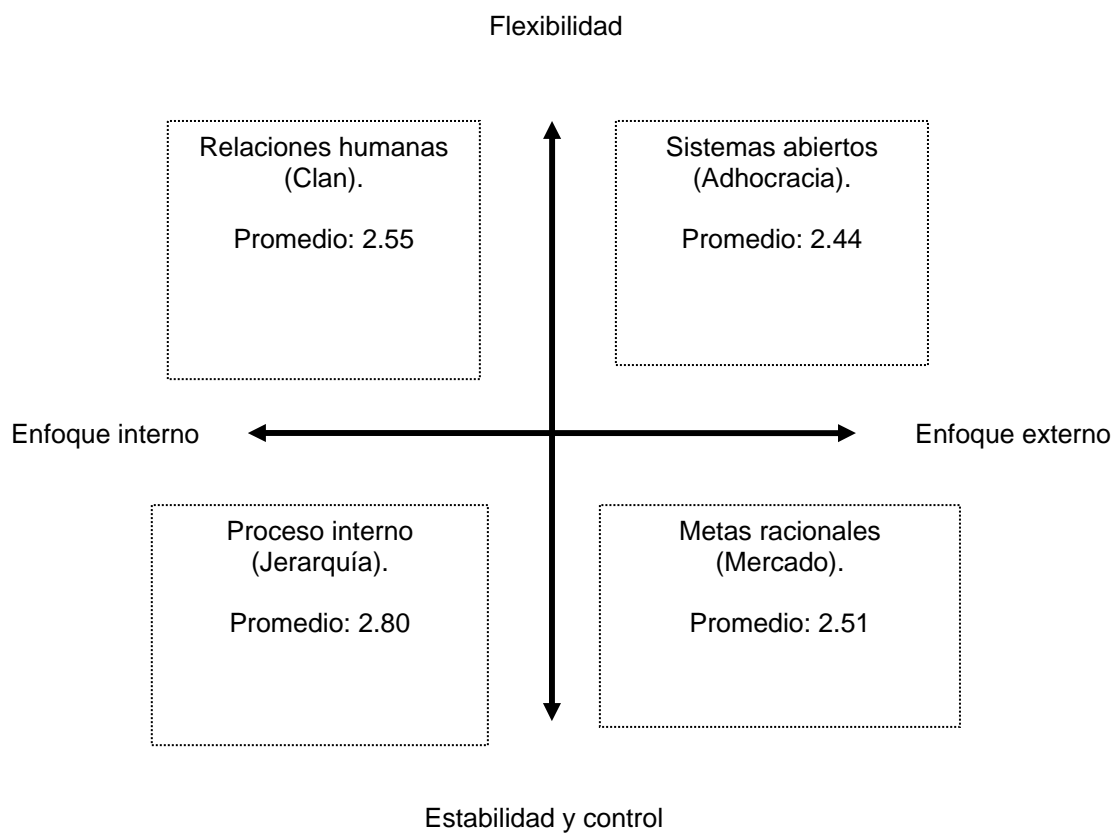 Flexibilidad
Relaciones humanas
(Clan).
Promedio: 2.55
Sistemas abiertos
(Adhocracia).
Promedio: 2.44
Enfoque interno
Enfoque externo
Proceso interno
(Jerarquía).
Promedio: 2.80
Metas racionales
(Mercado).
Promedio: 2.51
Estabilidad y control